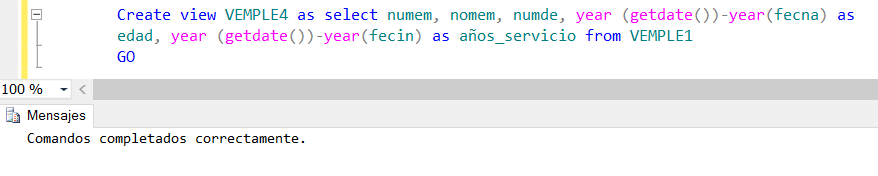 Create view VEMPLE4 as select numem, nomem, numde, year (getdate())-year(fecna) as
edad, year (getdate())-year(fecin) as años_servicio from VEMPLE1
GO
100 %
Mensajes
Comandos completados correctamente.